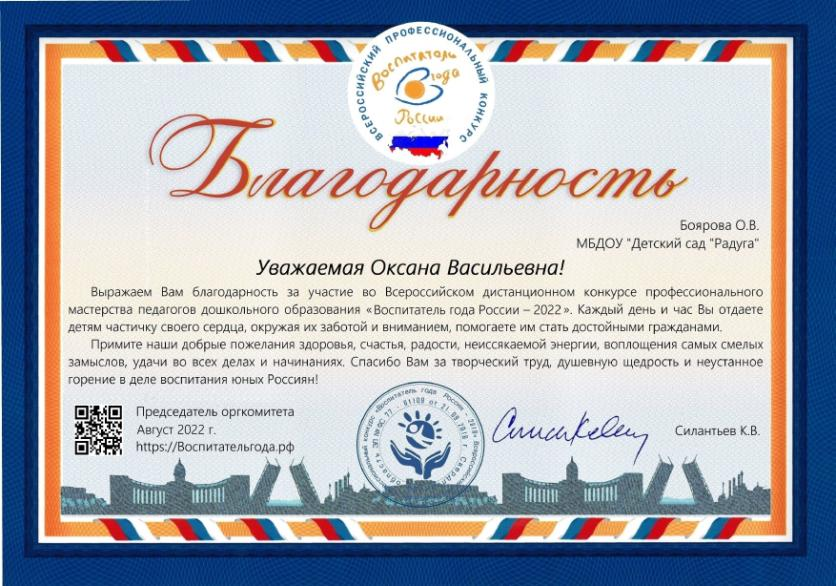 ВСЕРОССИЙСКИЙ ПРОФЕССИОНАЛЬНЫЙ КОНКУРС
Воспитатели
года
России
Благодарность
Боярова О.В.
МБДОУ "Детский сад "Радуга"
Уважаемая Оксана Васильевна!
Выражаем Вам благодарность за участие во Всероссийском дистанционном конкурсе профессионального
мастерства педагогов дошкольного образования «Воспитатель года России – 2022». Каждый день и час Вы отдаете
детям частичку своего сердца, окружая их заботой и вниманием, помогаете им стать достойными гражданами.
Примите наши добрые пожелания здоровья, счастья, радости, неиссякаемой энергии, воплощения самых смелых
замыслов, удачи во всех делах и начинаниях. Спасибо Вам за творческий труд, душевную щедрость и неустанное
горение в деле воспитания юных Россиян!
Председатель оргкомитета
Август 2022 г.
https://Воспитательгода.рф
Силантьев К.В.